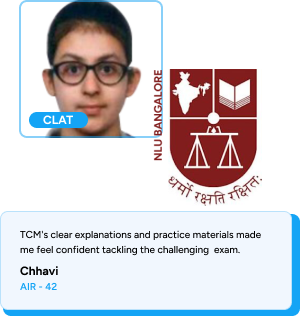 CLAT
NLU BANGALORE
धर्मो रक्षति रक्षितः
TCM's clear explanations and practice materials made
me feel confident tackling the challenging exam.
Chhavi
AIR - 42